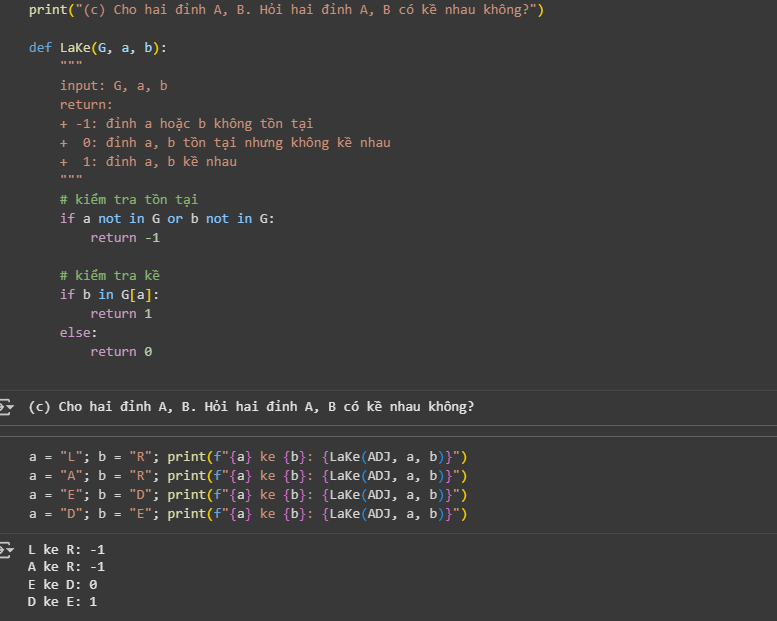 print("(c) Cho hai đỉnh A, B. Hỏi hai đỉnh A, B có kề nhau không?")
def LaKe(G, a, b):
"""
input: G, a, b
return:
+ -1: đỉnh a hoặc b không tồn tại
+  0: đỉnh a, b tồn tại nhưng không kề nhau
+  1: đỉnh a, b kề nhau
"""
# kiểm tra tồn tại
if a not in G or b not in G:
return -1
# kiểm tra kề
if b in G[a]:
return 1
else:
return 0
(c) Cho hai đỉnh A, B. Hỏi hai đỉnh A, B có kề nhau không?
a = "L"; b = "R"; print(f"{a} ke {b}: {LaKe(ADJ, a, b)}")
a = "A"; b = "R"; print(f"{a} ke {b}: {LaKe(ADJ, a, b)}")
a = "E"; b = "D"; print(f"{a} ke {b}: {LaKe(ADJ, a, b)}")
a = "D"; b = "E"; print(f"{a} ke {b}: {LaKe(ADJ, a, b)}")
L ke R: -1
A ke R: -1
E ke D: 0
D ke E: 1